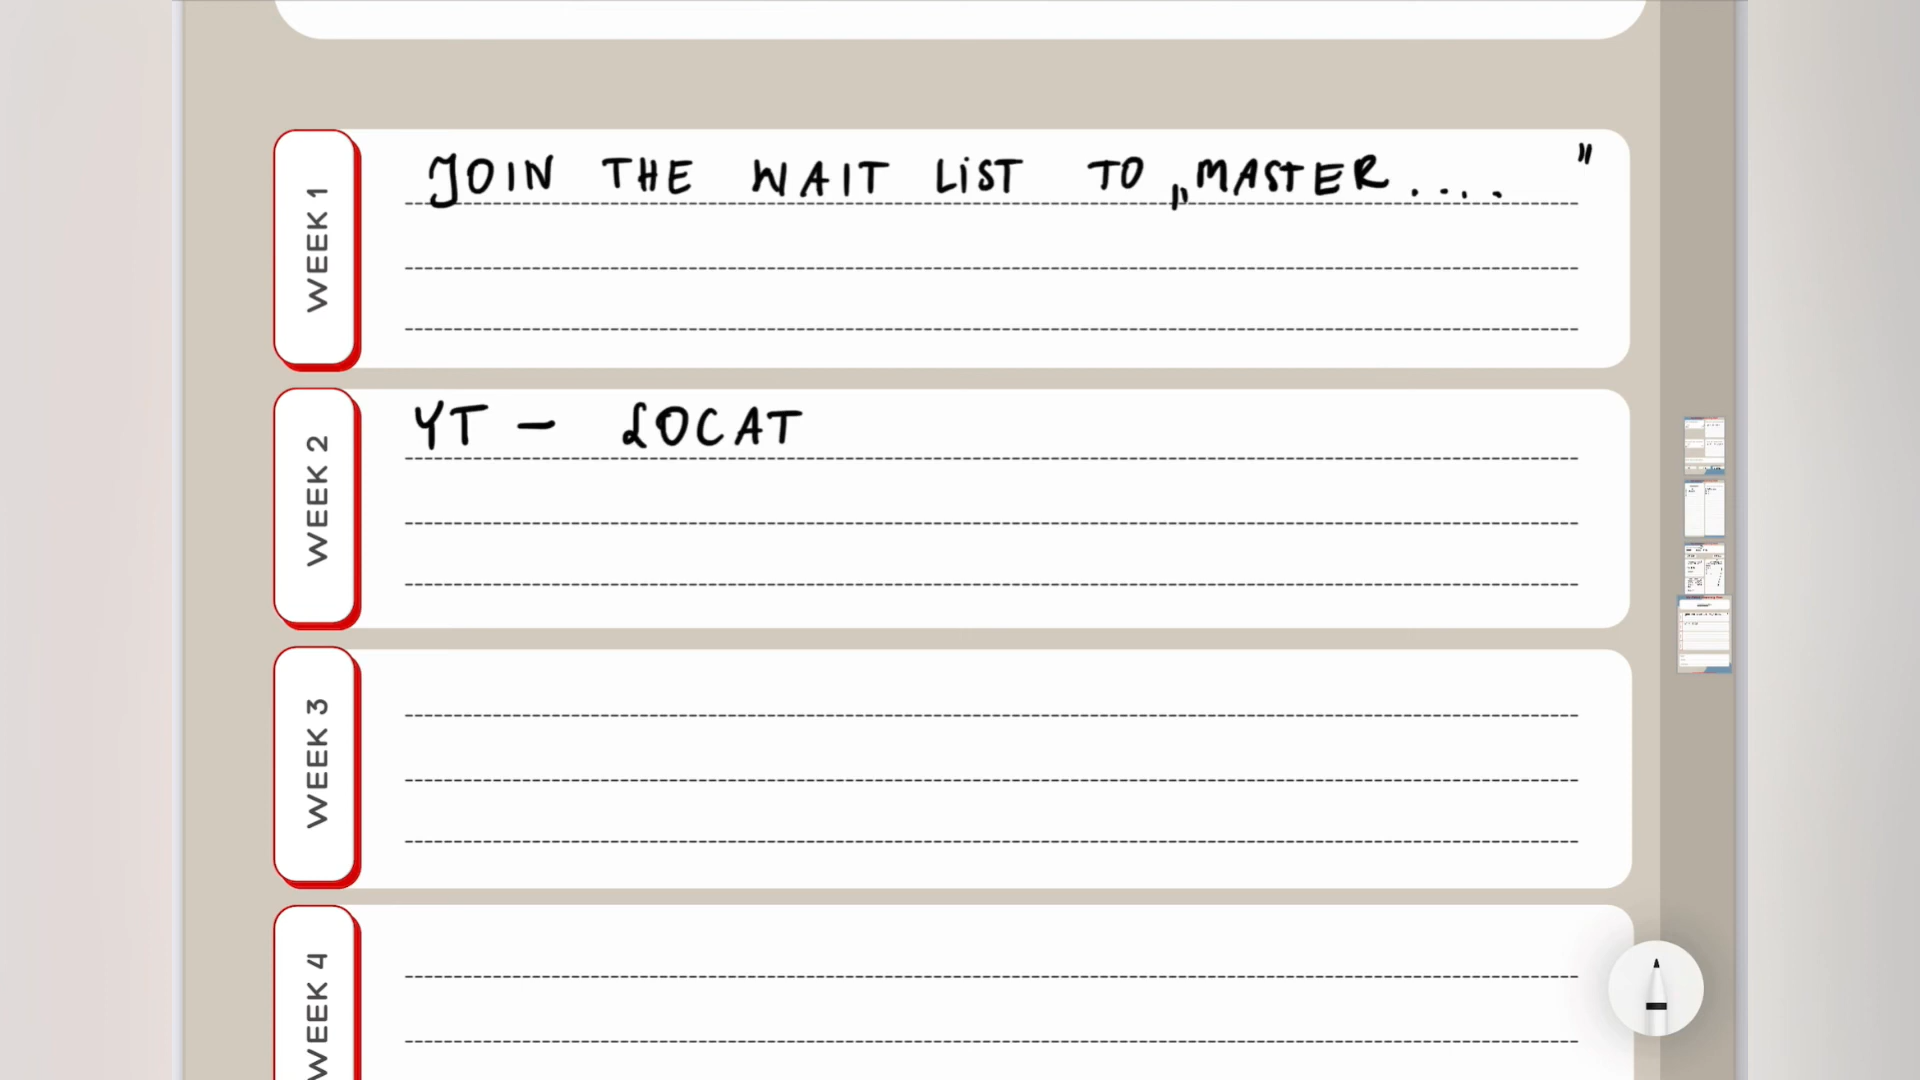 WEEK 1
JOIN THE WAIT LIST TO „MASTER.... "
WEEK 2
YT - LOCAT
WEEK 3
WEEK 4